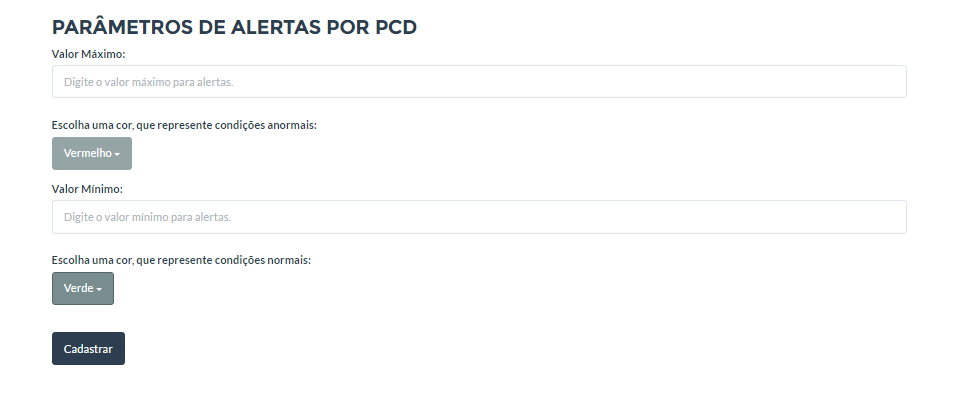 PARÂMETROS DE ALERTAS POR PCD
Valor Máximo:
Digite o valor máximo para alertas.
Escolha uma cor, que represente condições anormais:
Vermelho
Valor Mínimo:
Digite o valor mínimo para alertas.
Escolha uma cor, que represente condições normais:
Verde
Cadastrar